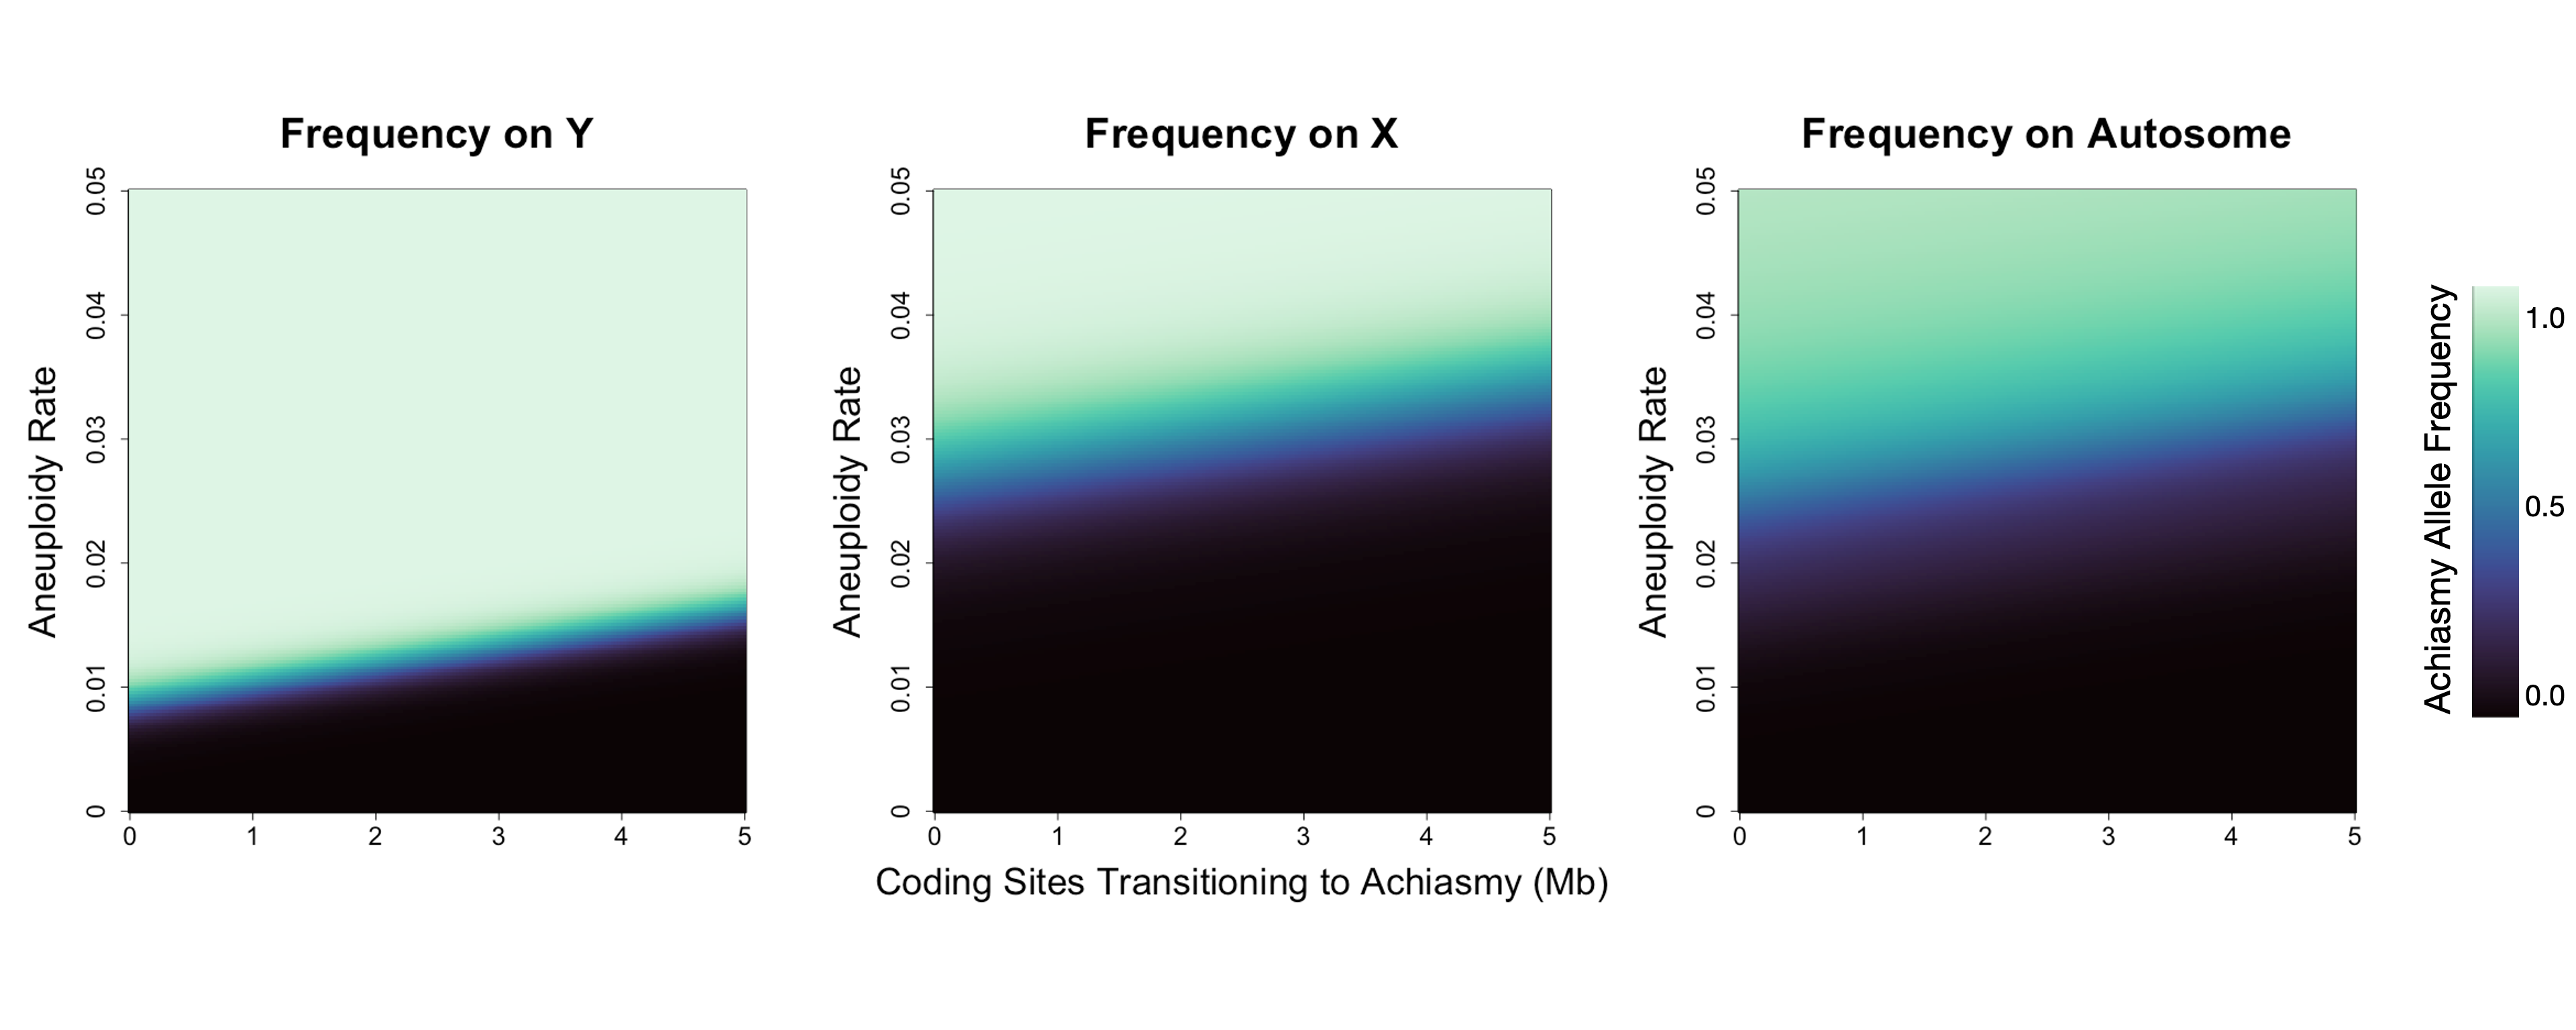 Frequency on Y
Frequency on X
Frequency on Autosome
Aneuploidy Rate
0.05
0.04
0.03
0.02
0.01
0
0 1 2 3 4 5
Aneuploidy Rate
0.05
0.04
0.03
0.02
0.01
0
0 1 2 3 4 5
Aneuploidy Rate
0.05
0.04
0.03
0.02
0.01
0
0 1 2 3 4 5
Coding Sites Transitioning to Achiasmy (Mb)
Achiasmy Allele Frequency
1.0
0.5
0.0